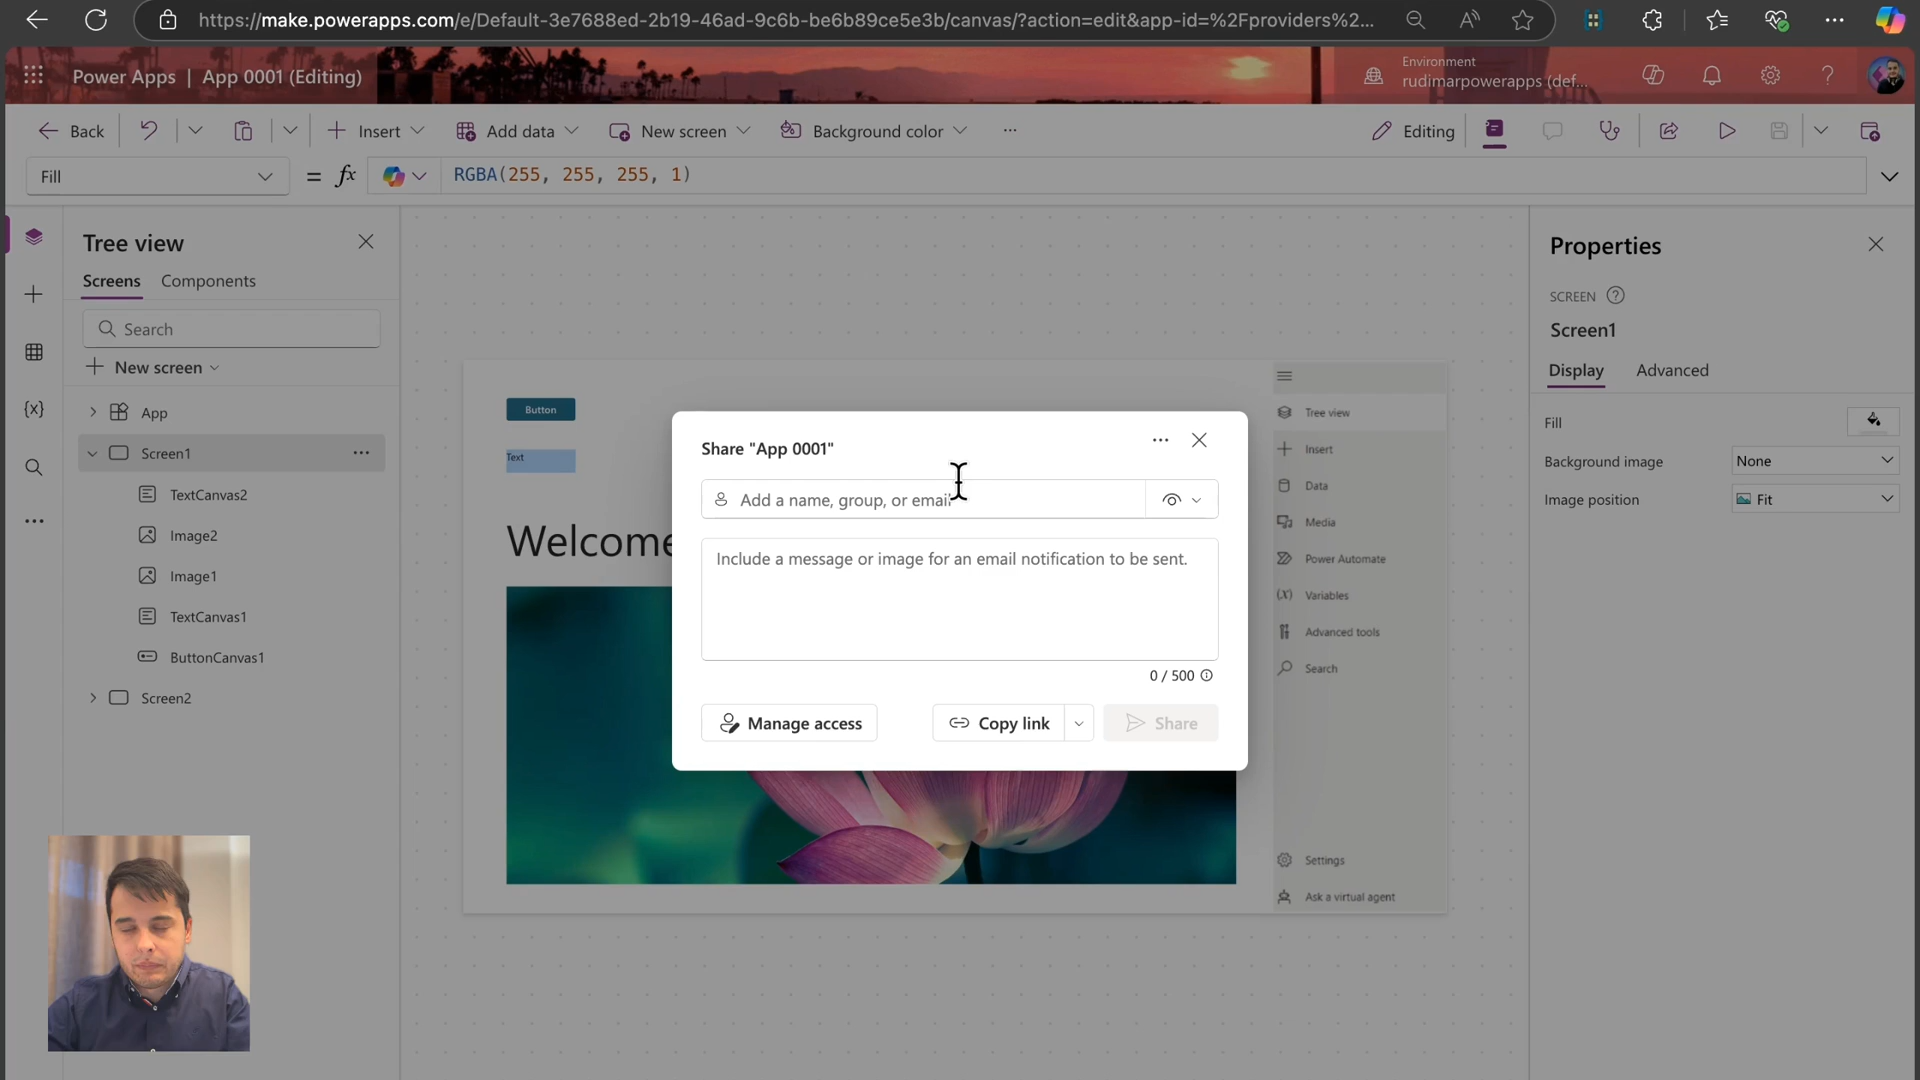 https://make.powerapps.com/e/Default-3e7688ed-2b19-46ad-9c6b-be6b89ce5e3b/canvas/?action=edit&app-id=%2Fproviders%2...
Power Apps | App 0001 (Editing)
Environment
rudimarpowerapps (def...
Back
Insert
Add data
New screen
Background color
...
Editing
Fill
= fx
RGBA(255, 255, 255, 1)
Tree view
Screens
Components
Search
New screen
App
Screen1
TextCanvas2
Image2
Image1
TextCanvas1
ButtonCanvas1
Screen2
Button
Text
Welcome
Share "App 0001"
Add a name, group, or email
Include a message or image for an email notification to be sent.
0 / 500
Manage access
Copy link
Share
Tree view
Insert
Data
Media
Power Automate
Variables
Advanced tools
Search
Settings
Ask a virtual agent
Properties
SCREEN
Screen1
Display
Advanced
Fill
Background image
None
Image position
Fit